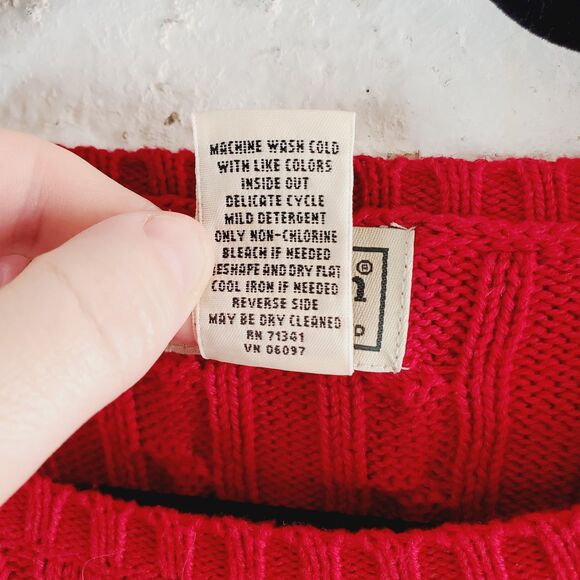 MACHINE WASH COLD
WITH LIKE COLORS
INSIDE OUT
DELICATE CYCLE
MILD DETERGENT
ONLY NON-CHLORINE
BLEACH IF NEEDED
RESHAPE AND DRY FLAT
COOL IRON IF NEEDED
REVERSE SIDE
MAY BE DRY CLEANED
RN 71341
VN 06097